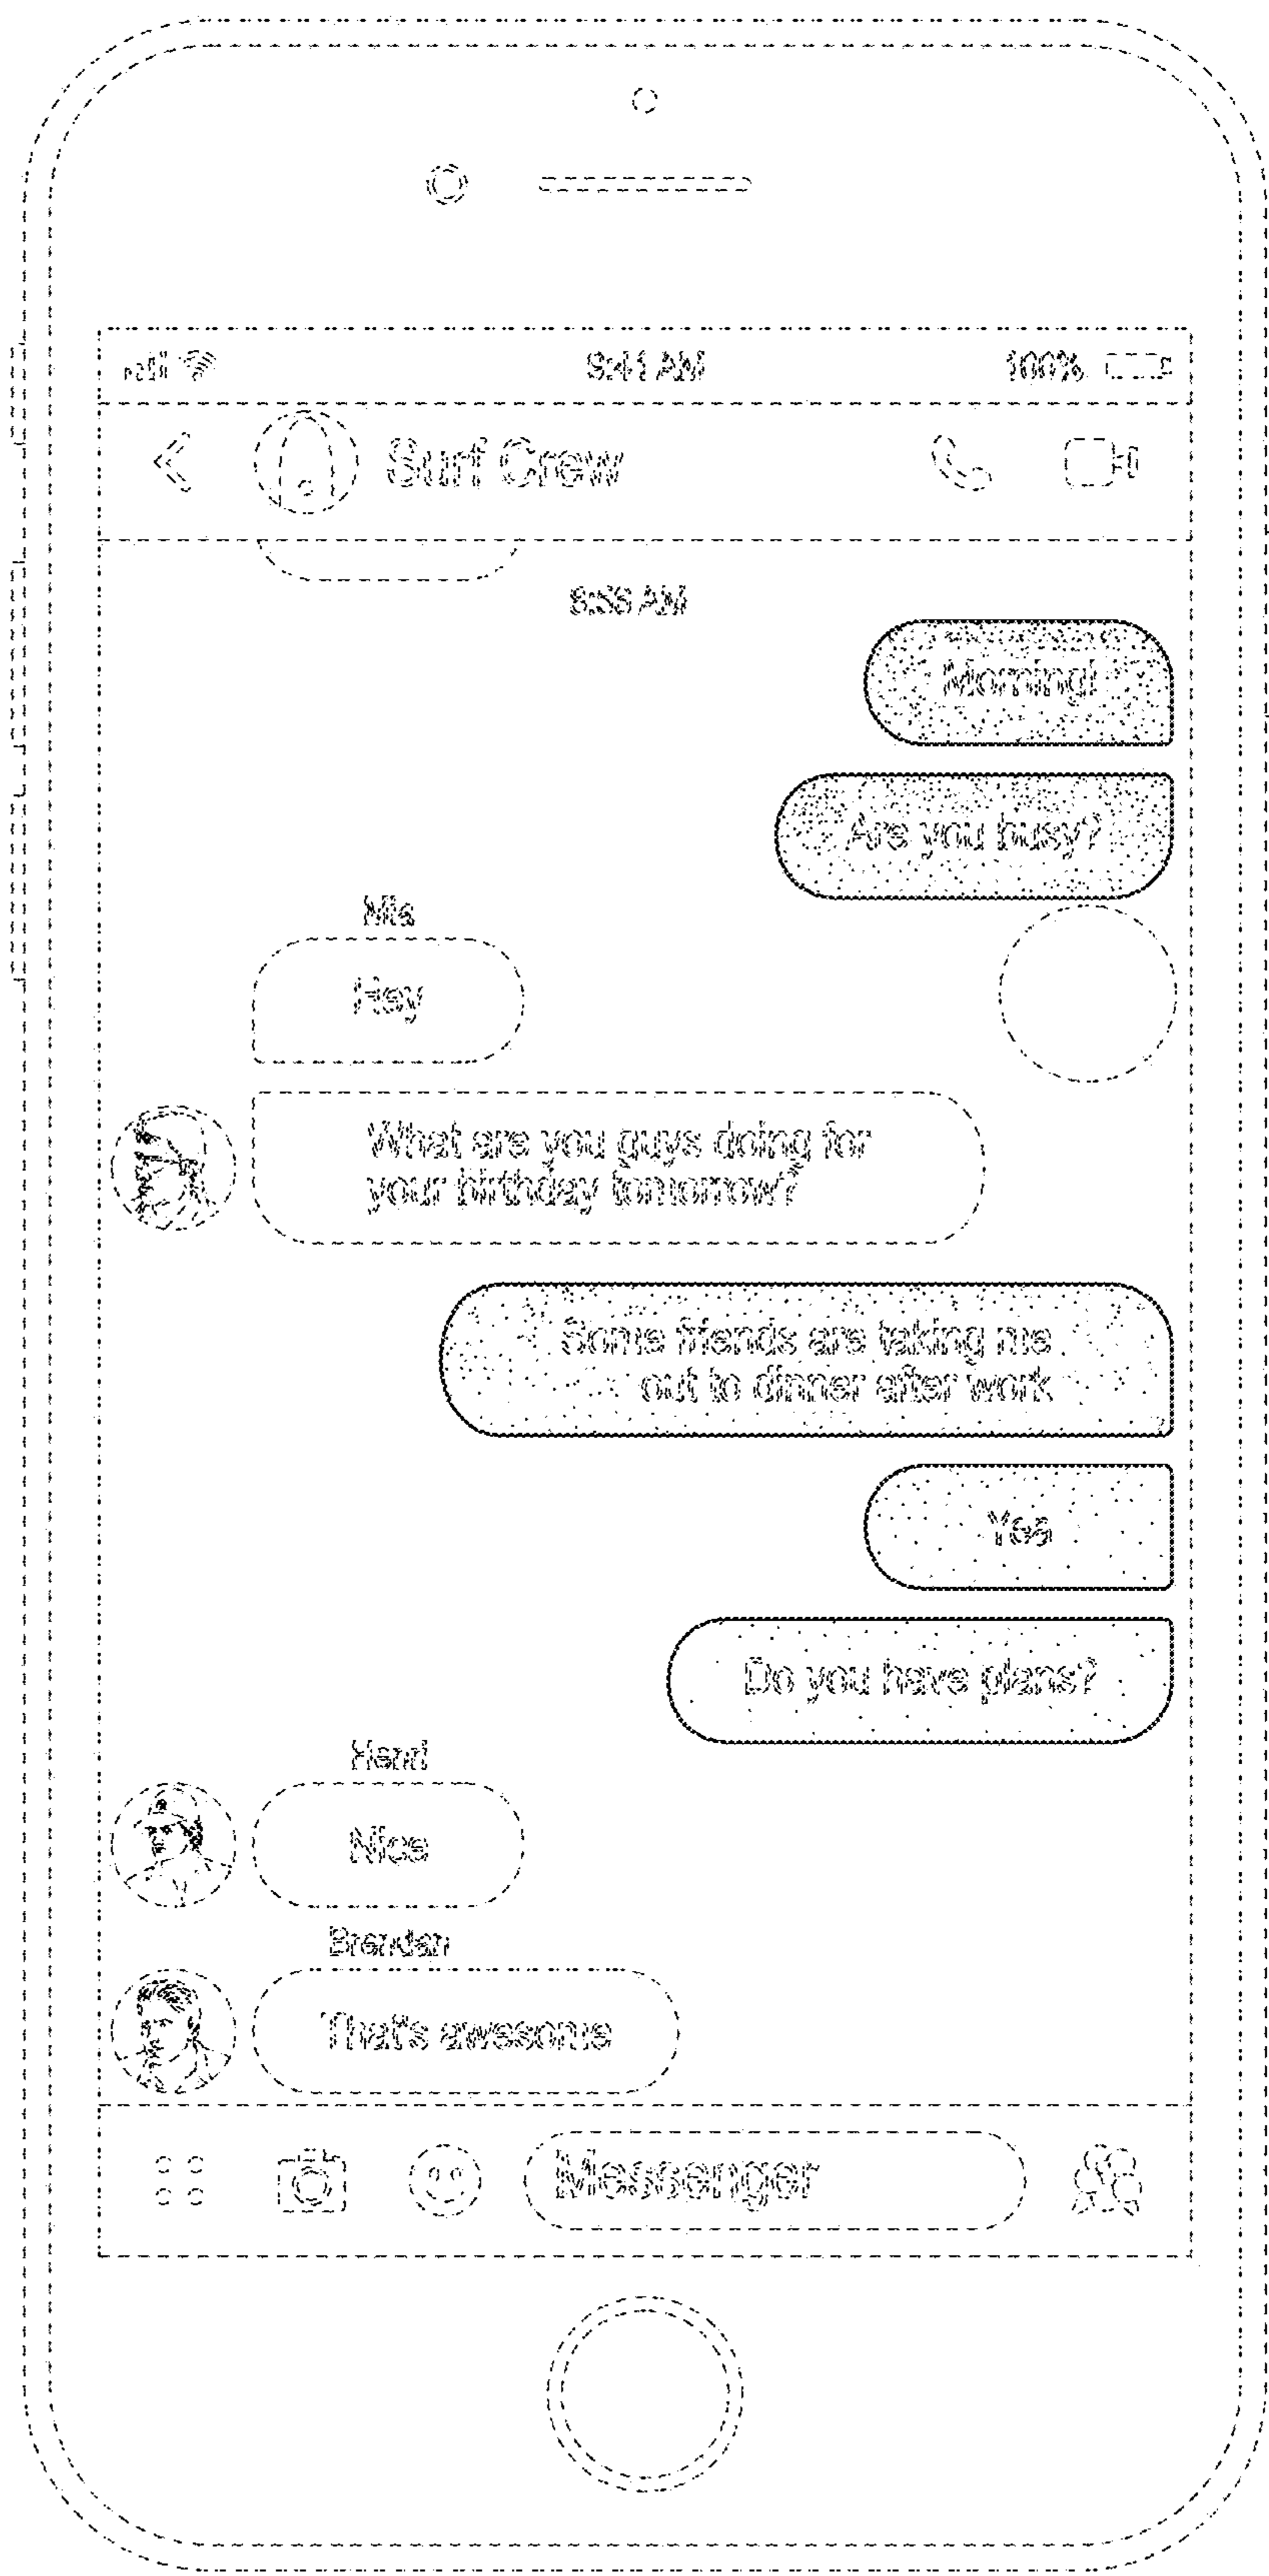 9:41 AM
100%
Surf Crew
8:58 AM
Morning!
Are you busy?
Mia
Hey
What are you guys doing for
your birthday tomorrow?
Some friends are taking me
out to dinner after work
Yea
Do you have plans?
Henri
Nice
Brendan
That's awesome
Messenger